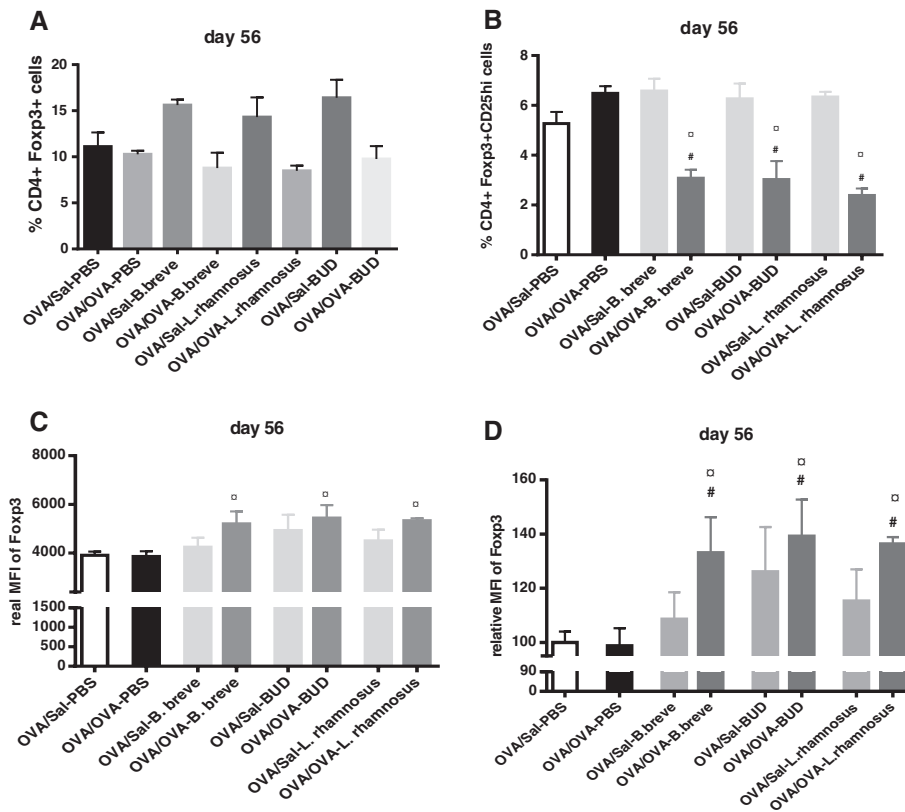 A
day 56
% CD4+ Foxp3+ cells
20
15
10
5
0
OVA/Sal-PBS
OVA/OVA-PBS
OVA/Sal-B.breve
OVA/OVA-B.breve
OVA/Sal-L.rhamnosus
OVA/OVA-L.rhamnosus
OVA/Sal-BUD
OVA/OVA-BUD
B
day 56
% CD4+ Foxp3+CD25hi cells
8
6
4
2
0
¤
#
¤
#
¤
#
OVA/Sal-PBS
OVA/OVA-PBS
OVA/Sal-B. breve
OVA/OVA-B. breve
OVA/Sal-BUD
OVA/OVA-BUD
OVA/Sal-L. rhamnosus
OVA/OVA-L. rhamnosus
C
day 56
real MFI of Foxp3
8000
6000
4000
1500
1000
500
0
¤
¤
¤
OVA/Sal-PBS
OVA/OVA-PBS
OVA/Sal-B. breve
OVA/OVA-B. breve
OVA/Sal-BUD
OVA/OVA-BUD
OVA/Sal-L. rhamnosus
OVA/OVA-L. rhamnosus
D
day 56
relative MFI of Foxp3
160
140
120
100
90
0
¤
#
¤
#
¤
#
OVA/Sal-PBS
OVA/OVA-PBS
OVA/Sal-B.breve
OVA/OVA-B.breve
OVA/Sal-BUD
OVA/OVA-BUD
OVA/Sal-L.rhamnosus
OVA/OVA-L.rhamnosus